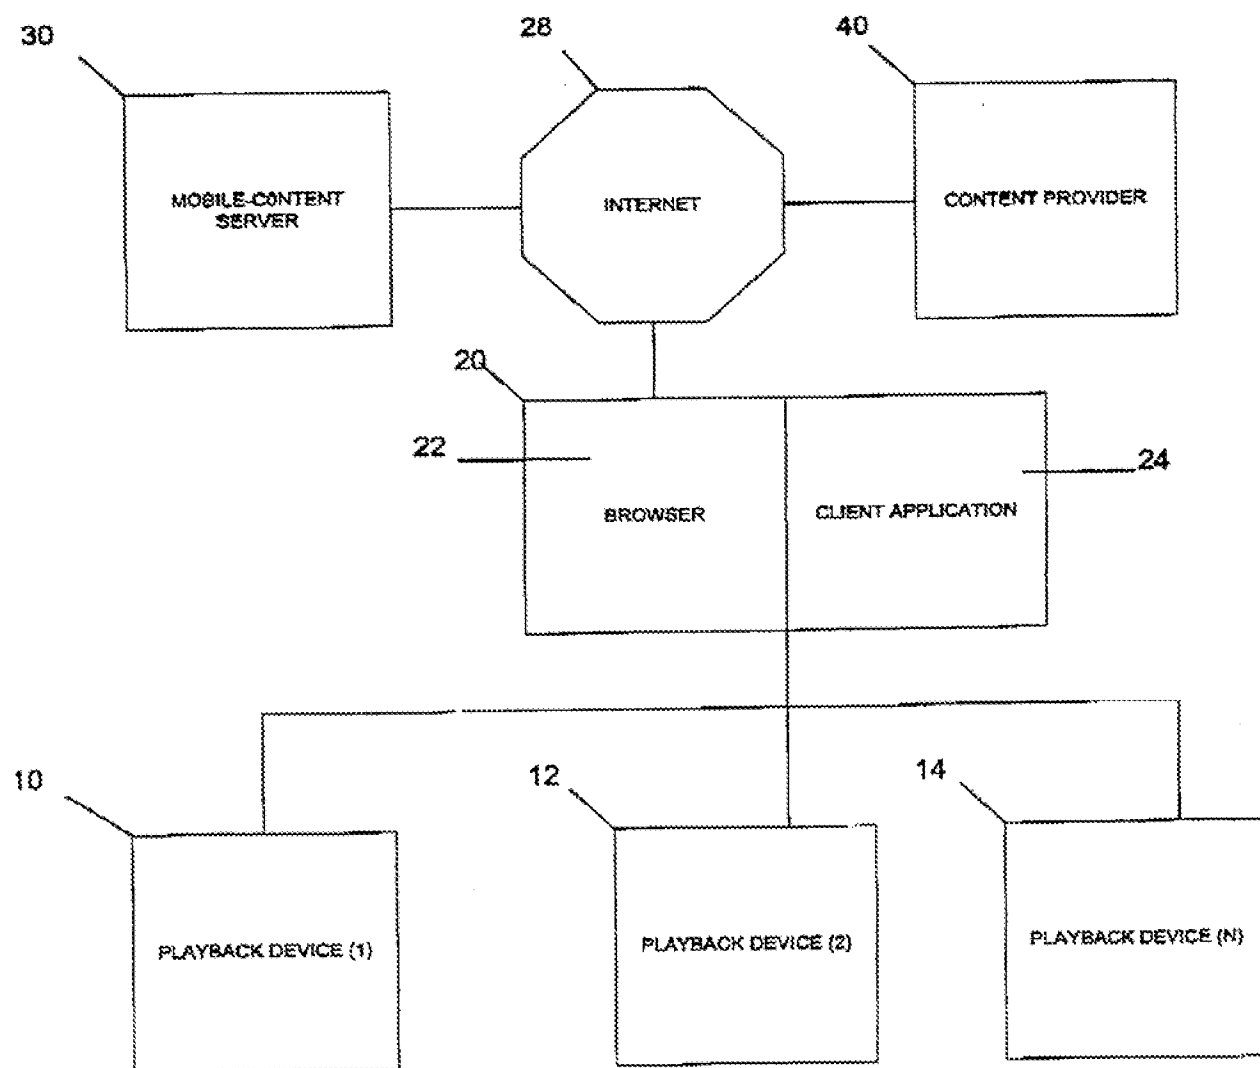 30
28
40
MOBILE-CONTENT
SERVER
INTERNET
CONTENT PROVIDER
20
22
24
BROWSER
CLIENT APPLICATION
10
12
14
PLAYBACK DEVICE (1)
PLAYBACK DEVICE (2)
PLAYBACK DEVICE (N)